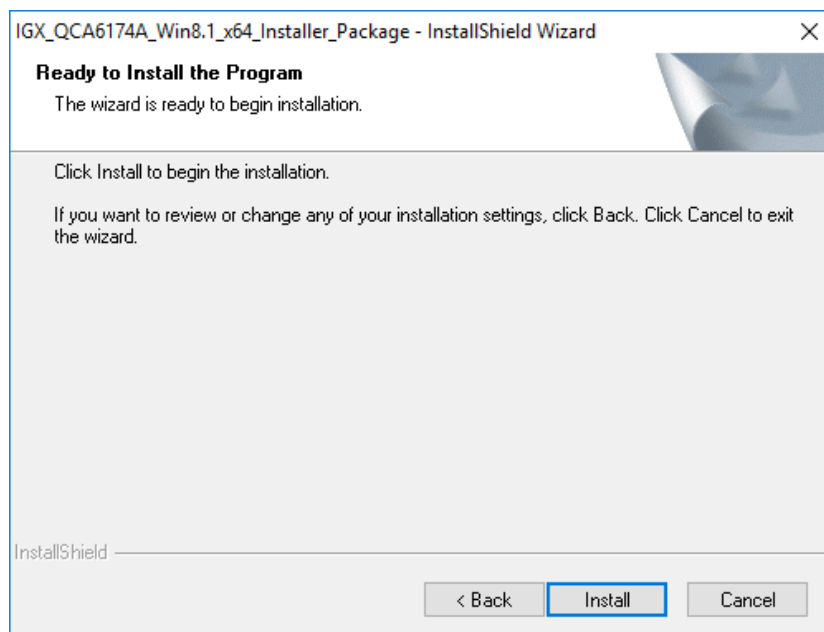 IGX_QCA6174A_Win8.1_x64_Installer_Package - InstallShield Wizard
Ready to Install the Program
The wizard is ready to begin installation.
Click Install to begin the installation.
If you want to review or change any of your installation settings, click Back. Click Cancel to exit
the wizard.
InstallShield
< Back Install Cancel